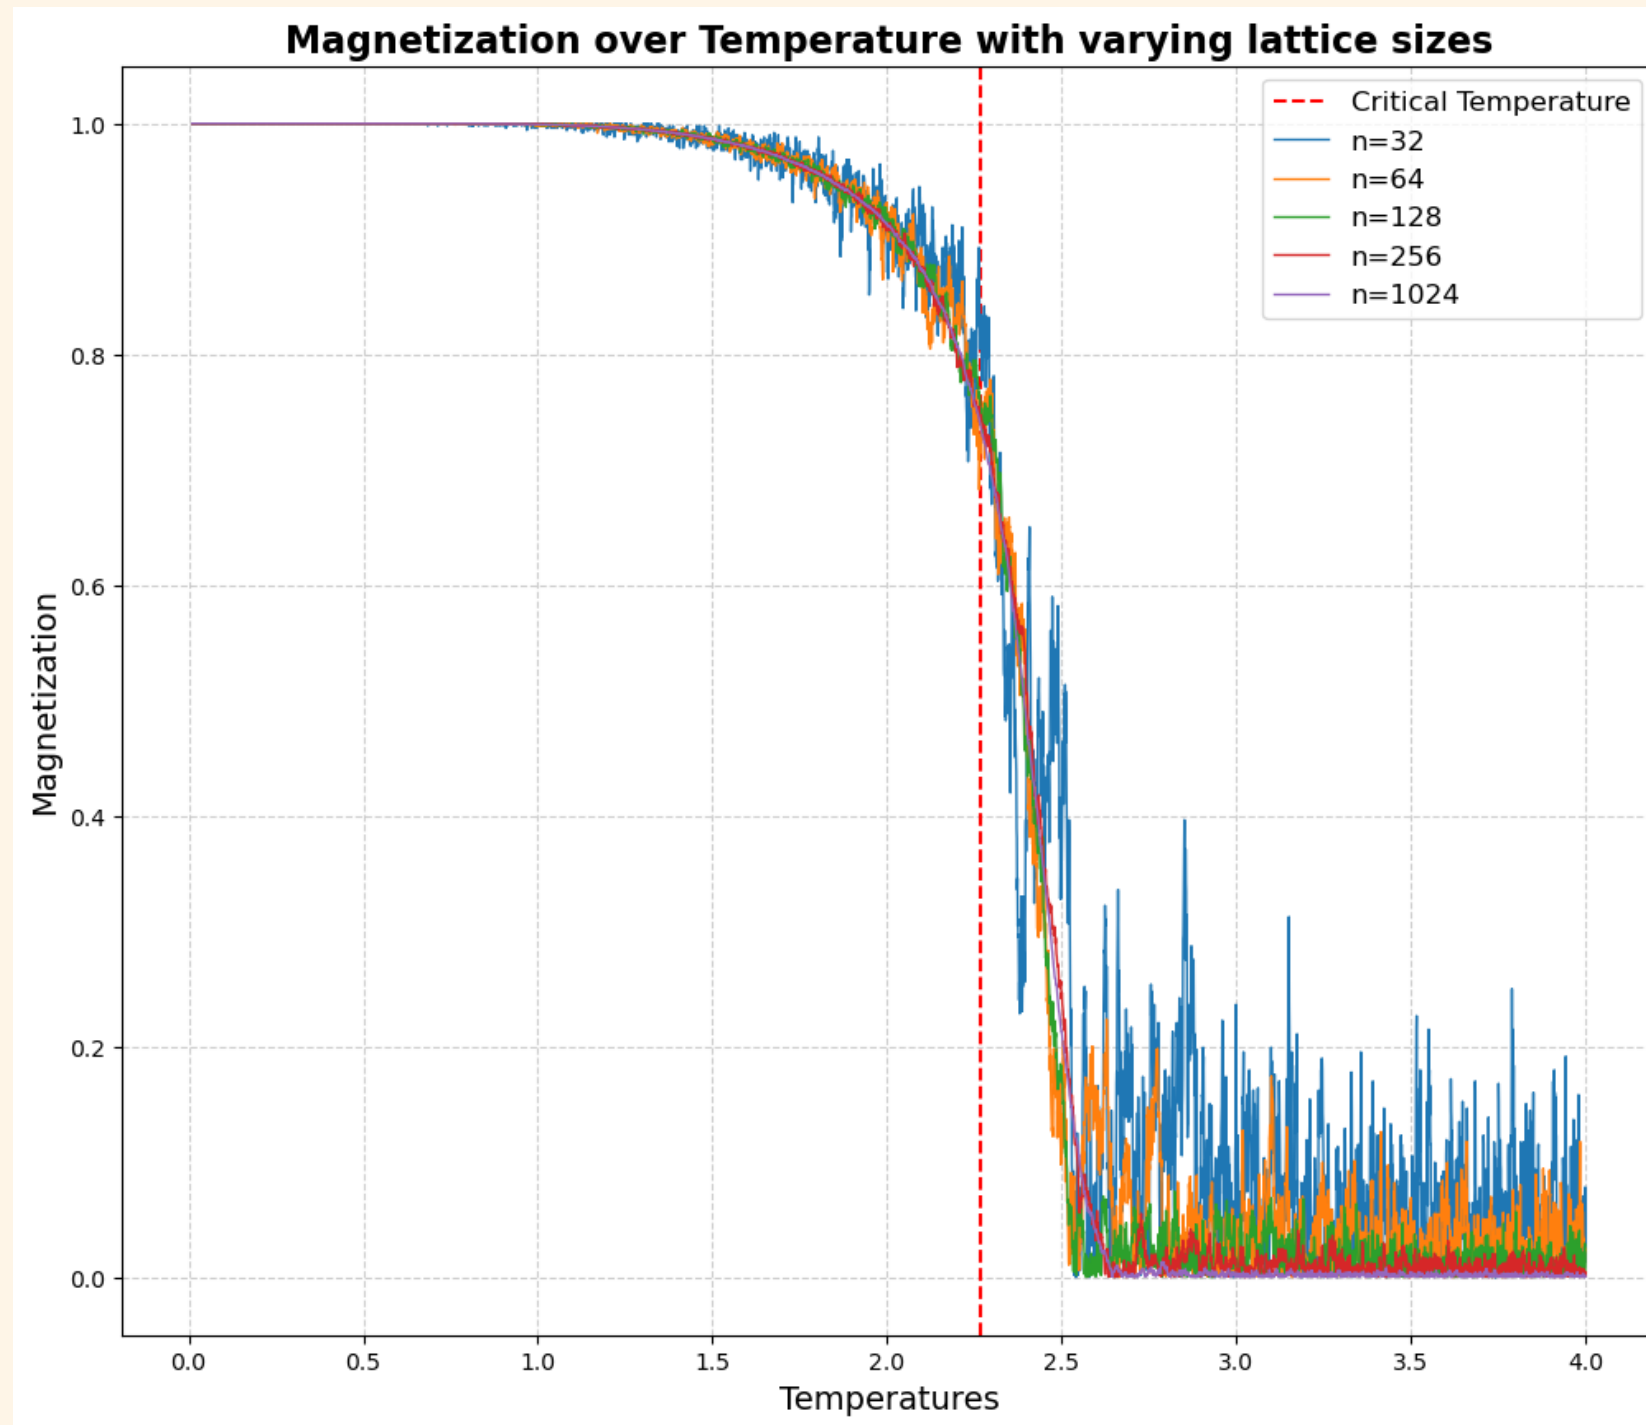 Magnetization over Temperature with varying lattice sizes
Critical Temperature
n=32
n=64
n=128
n=256
n=1024
1.0
0.8
0.6
0.4
0.2
0.0
Magnetization
0.0 0.5 1.0 1.5 2.0 2.5 3.0 3.5 4.0
Temperatures